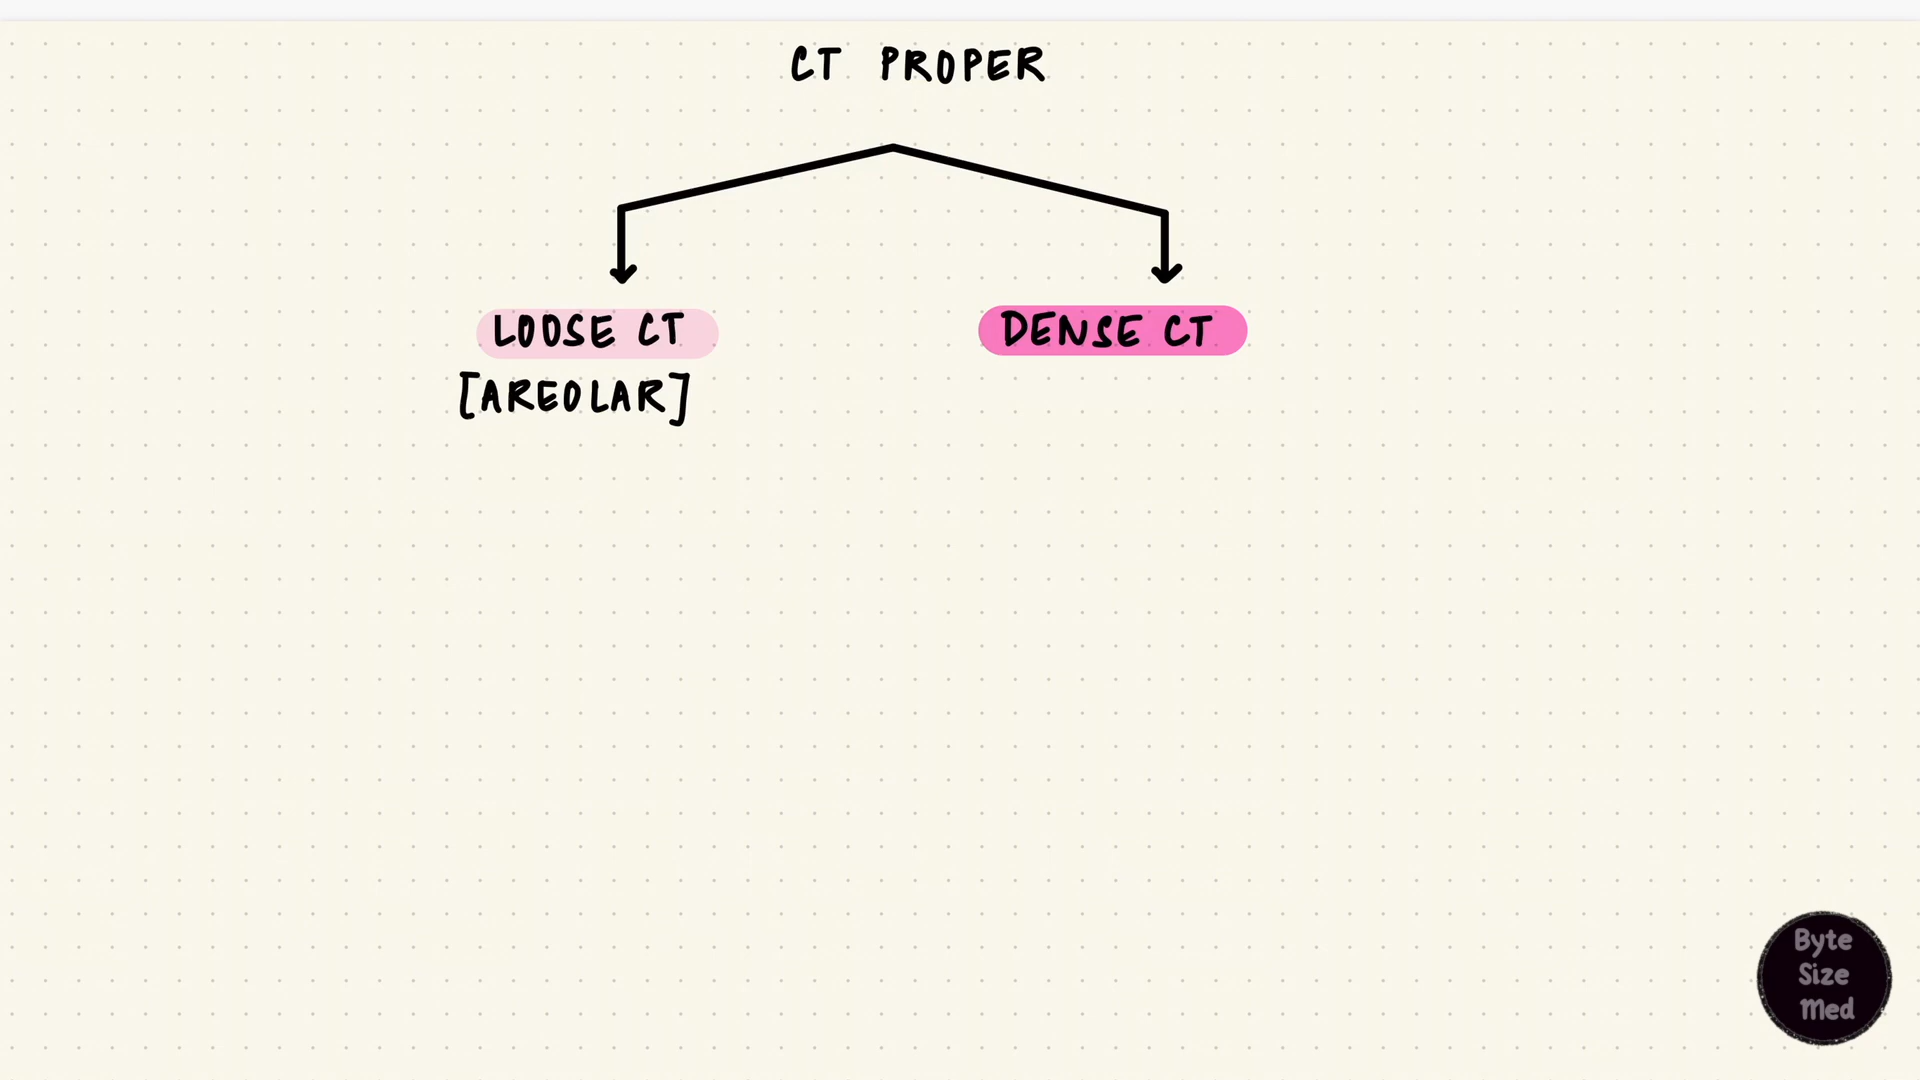 CT PROPER
LOOSE CT
DENSE CT
[AREOLAR]
Byte
Size
Med